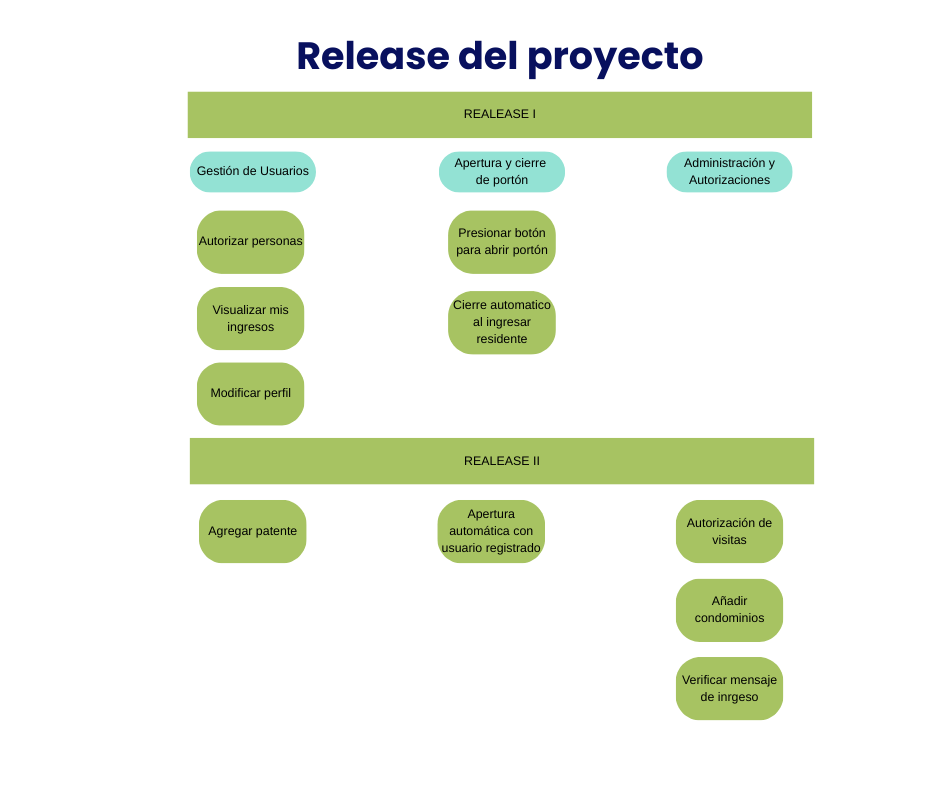 Release del proyecto
REALEASE I
Gestión de Usuarios
Apertura y cierre
de portón
Administración y
Autorizaciones
Autorizar personas
Presionar botón
para abrir portón
Visualizar mis
ingresos
Cierre automatico
al ingresar
residente
Modificar perfil
REALEASE II
Agregar patente
Apertura
automática con
usuario registrado
Autorización de
visitas
Añadir
condominios
Verificar mensaje
de inrgeso